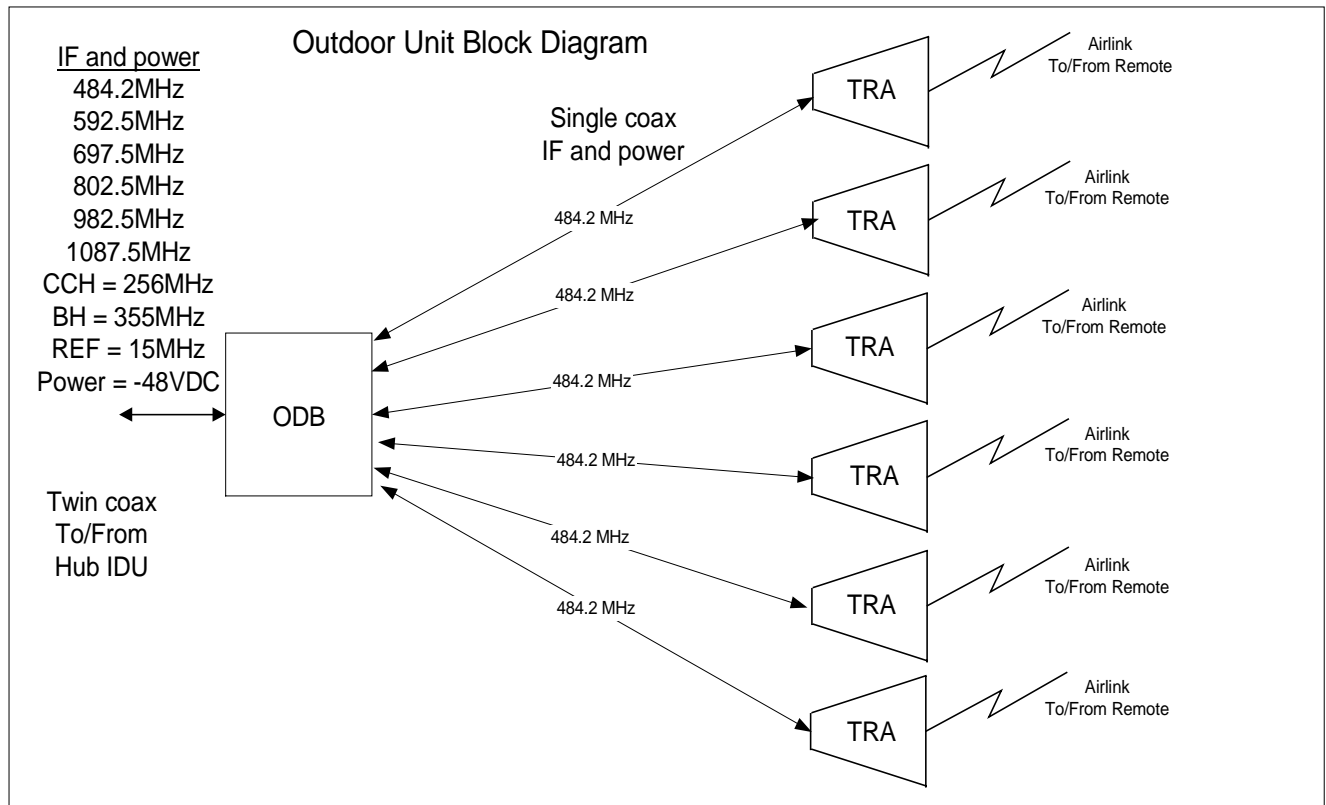 Outdoor Unit Block Diagram
IF and power
484.2MHz
592.5MHz
697.5MHz
802.5MHz
982.5MHz
1087.5MHz
CCH = 256MHz
BH = 355MHz
REF = 15MHz
Power = -48VDC
Twin coax
To/From
Hub IDU
ODB
Single coax
IF and power
484.2 MHz
484.2 MHz
484.2 MHz
484.2 MHz
484.2 MHz
484.2 MHz
TRA
Airlink
To/From Remote
TRA
Airlink
To/From Remote
TRA
Airlink
To/From Remote
TRA
Airlink
To/From Remote
TRA
Airlink
To/From Remote
TRA
Airlink
To/From Remote